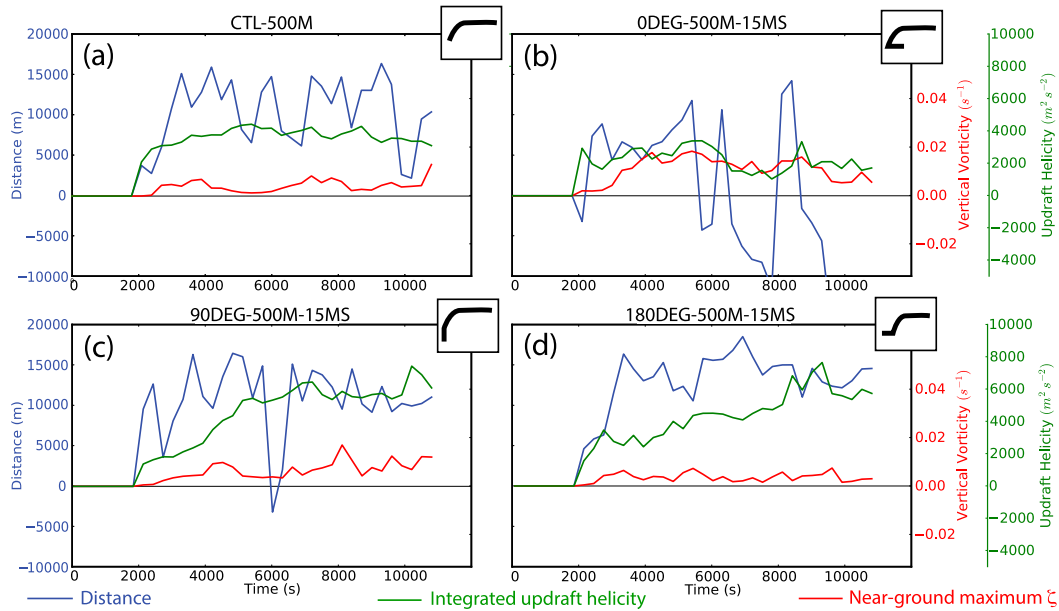 CTL-500M
0DEG-500M-15MS
(a)
(b)
20000
15000
10000
5000
0
−5000
−10000
Distance (m)
0 2000 4000 6000 8000 10000
0 2000 4000 6000 8000 10000
0.04
0.02
0.00
−0.02
Vertical Vorticity (s⁻¹)
10000
8000
6000
4000
2000
0
−2000
−4000
Updraft Helicity (m² s⁻²)
90DEG-500M-15MS
180DEG-500M-15MS
(c)
(d)
20000
15000
10000
5000
0
−5000
−10000
Distance (m)
0 2000 4000 6000 8000 10000
Time (s)
0 2000 4000 6000 8000 10000
Time (s)
0.04
0.02
0.00
−0.02
Vertical Vorticity (s⁻¹)
10000
8000
6000
4000
2000
0
−2000
−4000
Updraft Helicity (m² s⁻²)
Distance
Integrated updraft helicity
Near-ground maximum ζ